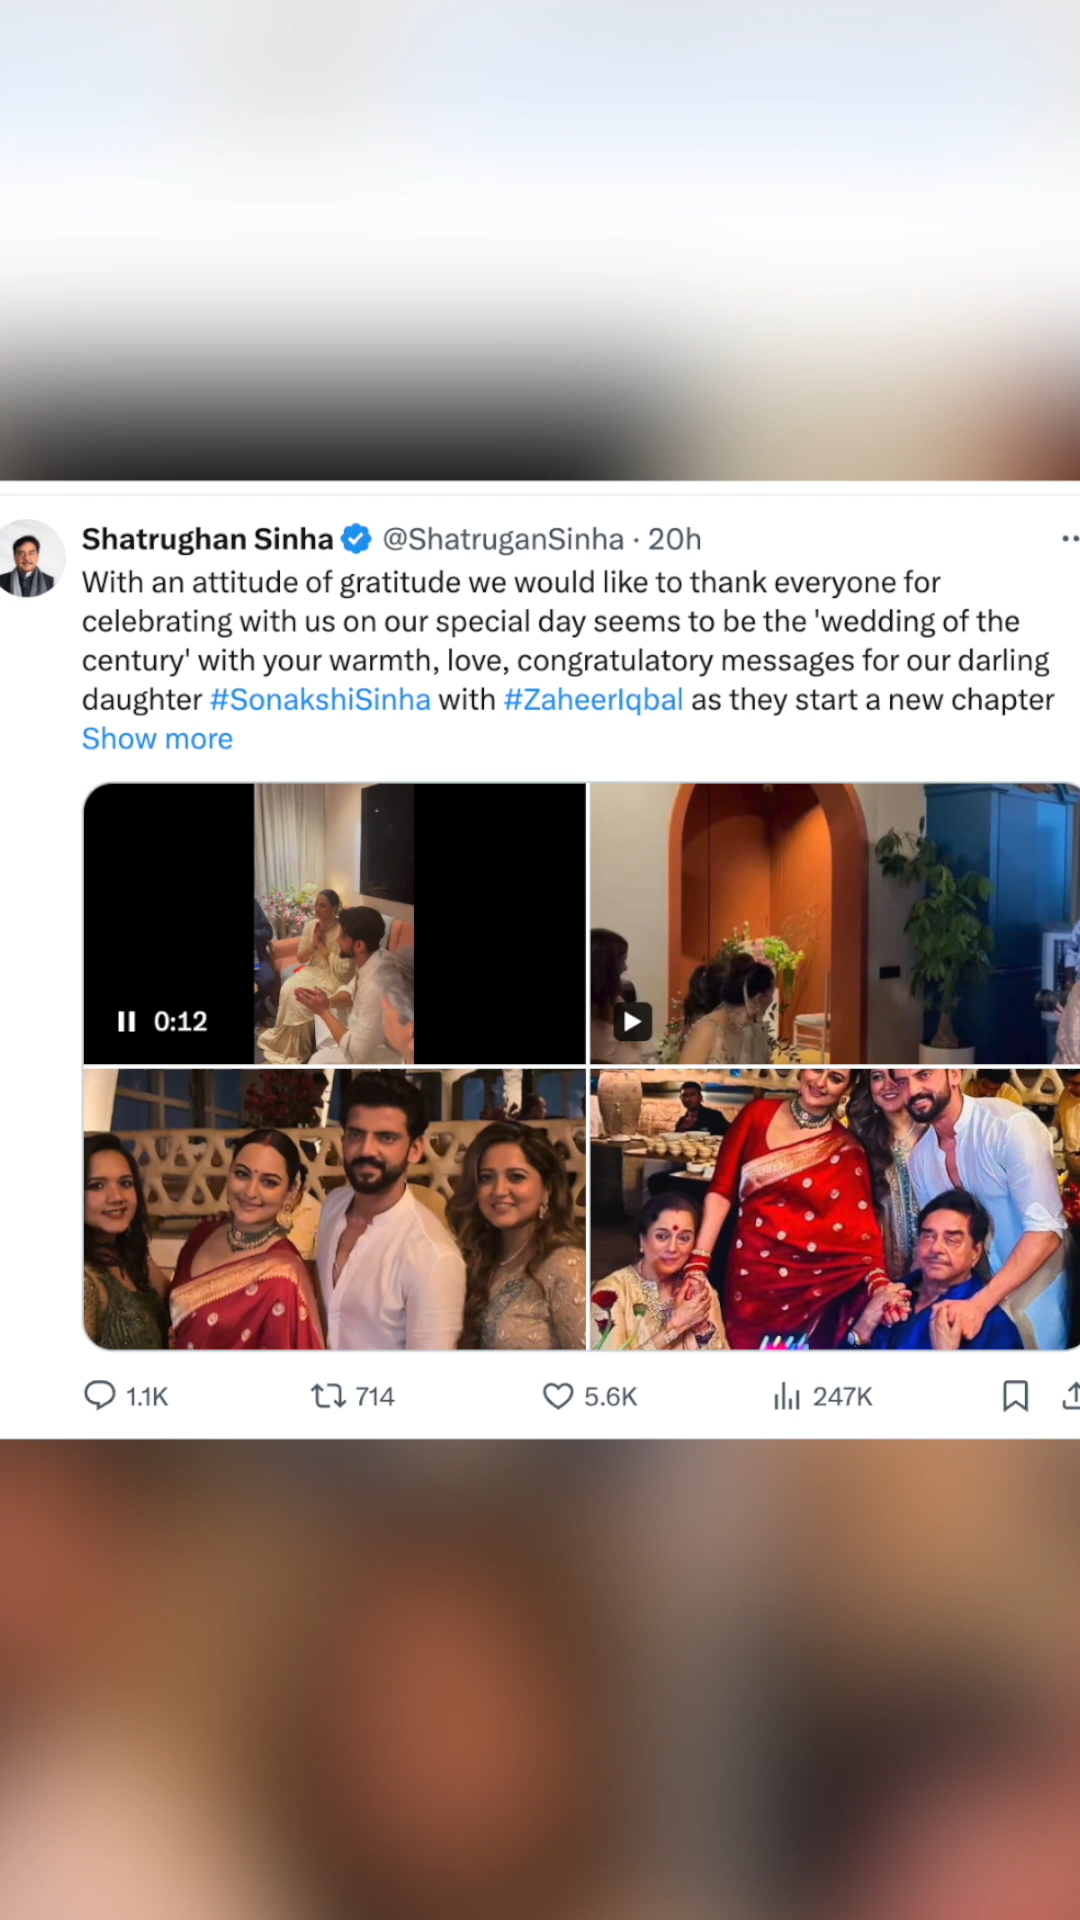 Shatrughan Sinha @ShatruganSinha · 20h
With an attitude of gratitude we would like to thank everyone for
celebrating with us on our special day seems to be the 'wedding of the
century' with your warmth, love, congratulatory messages for our darling
daughter #SonakshiSinha with #ZaheerIqbal as they start a new chapter
Show more
0:12
1.1K 714 5.6K 247K